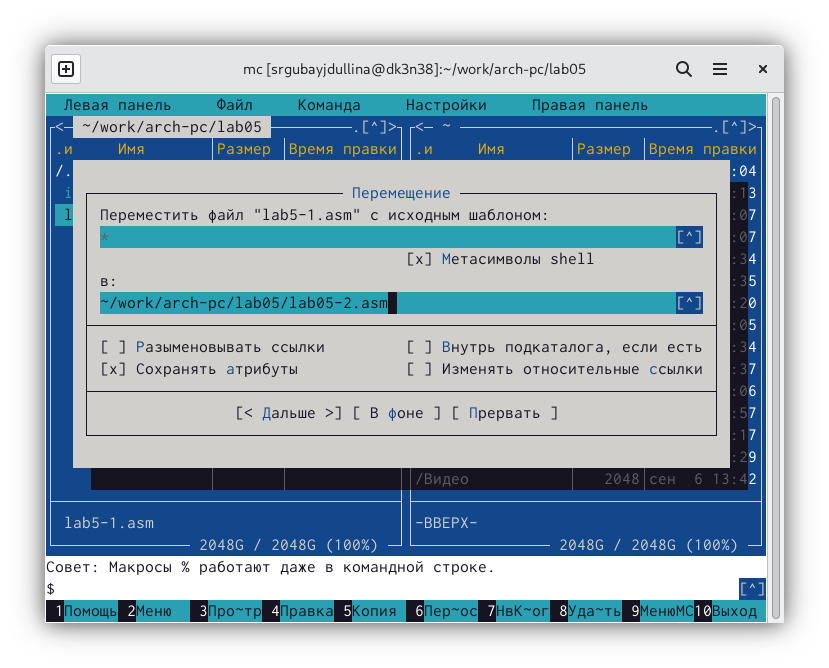 mc [srgubayjdullina@dk3n38]:~/work/arch-pc/lab05
Левая панель Файл Команда Настройки Правая панель
<─ ~/work/arch-pc/lab05 .[^]> <─ ~ .[^]>
.и Имя Размер Время правки .и Имя Размер Время правки
/. :04
i :13
l :07
:07
:34
:35
:20
:05
:34
:37
:06
:57
:17
:29
Перемещение
Переместить файл "lab5-1.asm" с исходным шаблоном:
* [^]
[x] Метасимволы shell
в:
~/work/arch-pc/lab05/lab05-2.asm [^]
[ ] Разыменовывать ссылки [ ] Внутрь подкаталога, если есть
[x] Сохранять атрибуты [ ] Изменять относительные ссылки
[< Дальше >] [ В фоне ] [ Прервать ]
/Видео 2048 сен 6 13:42
lab5-1.asm -ВВЕРХ-
2048G / 2048G (100%) 2048G / 2048G (100%)
Совет: Макросы % работают даже в командной строке.
$ [^]
1Помощь 2Меню 3Про~тр 4Правка 5Копия 6Пер~ос 7НвК~ог 8Уда~ть 9МенюMC 10Выход